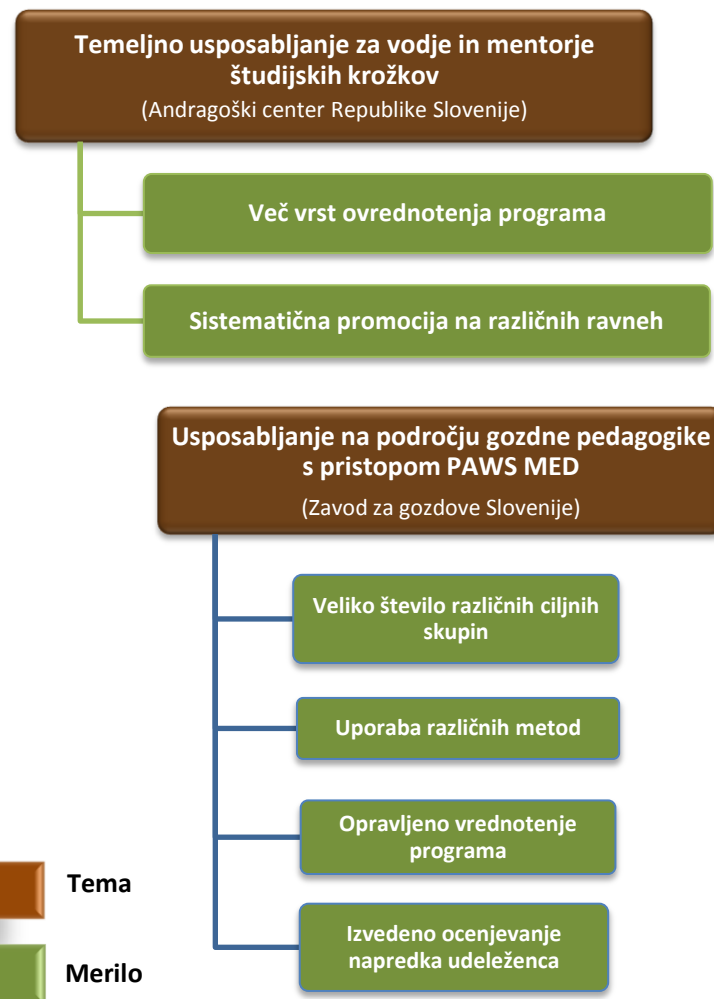 Temeljno usposabljanje za vodje in mentorje
študijskih krožkov
(Andragoški center Republike Slovenije)
Več vrst ovrednotenja programa
Sistematična promocija na različnih ravneh
Usposabljanje na področju gozdne pedagogike
s pristopom PAWS MED
(Zavod za gozdove Slovenije)
Veliko število različnih ciljnih
skupin
Uporaba različnih metod
Opravljeno vrednotenje
programa
Izvedeno ocenjevanje
napredka udeleženca
Tema
Merilo